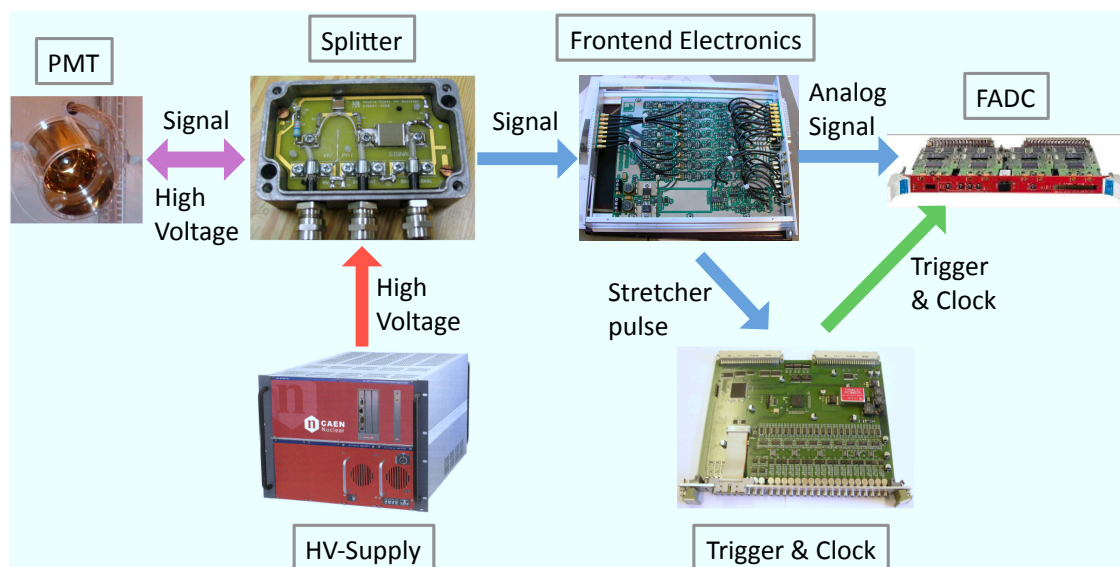 Splitter
Frontend Electronics
PMT
FADC
Analog
Signal
Signal
Signal
High
Voltage
High
Voltage
Stretcher
pulse
Trigger
& Clock
n
CAEN
Nuclear
HV-Supply
Trigger & Clock